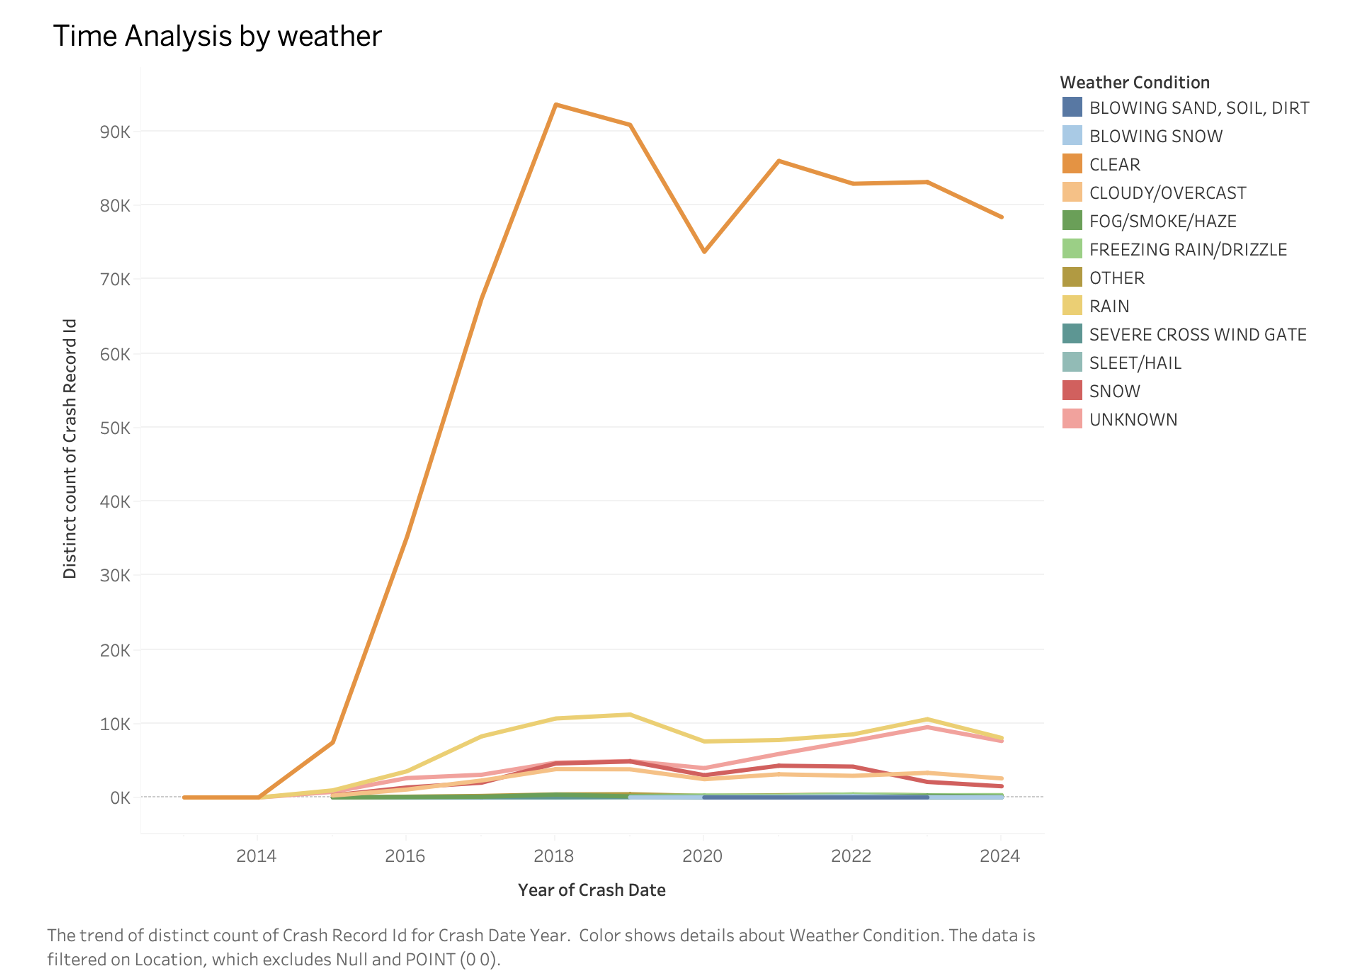 Time Analysis by weather
Weather Condition
BLOWING SAND, SOIL, DIRT
BLOWING SNOW
CLEAR
CLOUDY/OVERCAST
FOG/SMOKE/HAZE
FREEZING RAIN/DRIZZLE
OTHER
RAIN
SEVERE CROSS WIND GATE
SLEET/HAIL
SNOW
UNKNOWN
Distinct count of Crash Record Id
90K
80K
70K
60K
50K
40K
30K
20K
10K
0K
2014 2016 2018 2020 2022 2024
Year of Crash Date
The trend of distinct count of Crash Record Id for Crash Date Year.  Color shows details about Weather Condition. The data is
filtered on Location, which excludes Null and POINT (0 0).